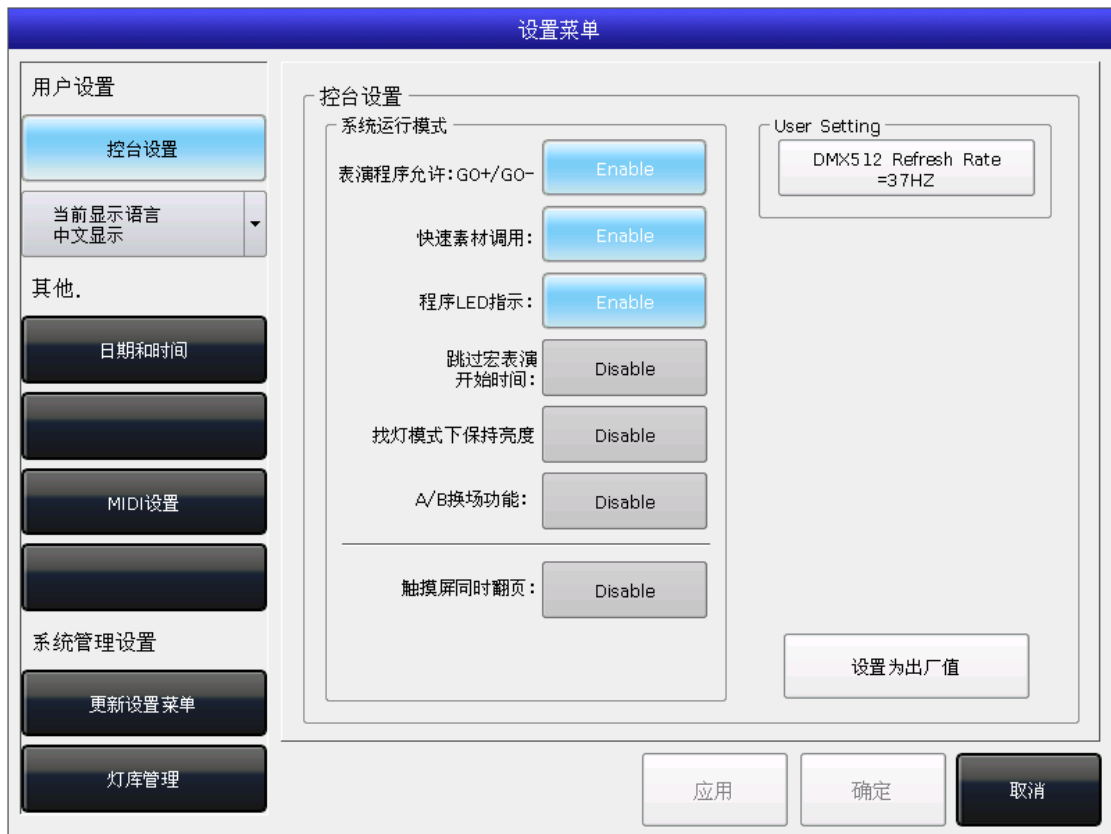 设置菜单
用户设置
控台设置
当前显示语言
中文显示
其他.
日期和时间
MIDI设置
系统管理设置
更新设置菜单
灯库管理
控台设置
系统运行模式
表演程序允许:GO+/GO-
Enable
快速素材调用:
Enable
程序LED指示:
Enable
跳过宏表演
开始时间:
Disable
找灯模式下保持亮度
Disable
A/B换场功能:
Disable
触摸屏同时翻页:
Disable
User Setting
DMX512 Refresh Rate
=37HZ
设置为出厂值
应用
确定
取消